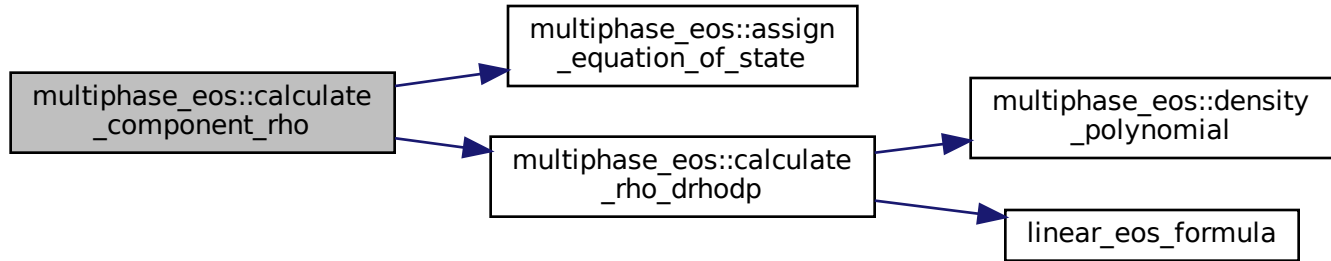 multiphase_eos::calculate
_component_rho
multiphase_eos::assign
_equation_of_state
multiphase_eos::calculate
_rho_drhodp
multiphase_eos::density
_polynomial
linear_eos_formula